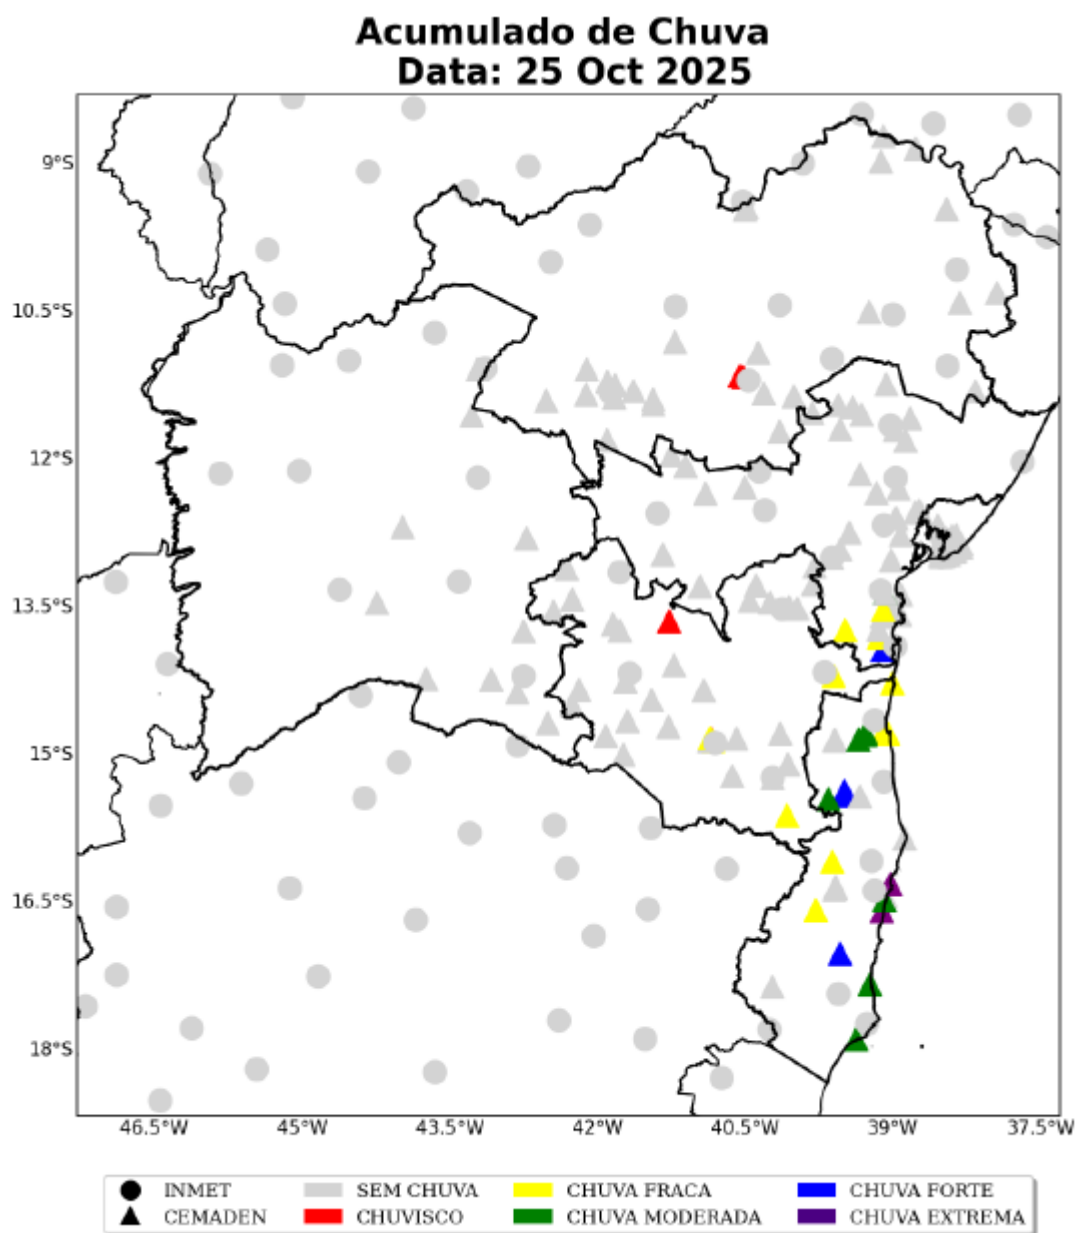 Acumulado de Chuva
Data: 25 Oct 2025
9°S
10.5°S
12°S
13.5°S
15°S
16.5°S
18°S
46.5°W 45°W 43.5°W 42°W 40.5°W 39°W 37.5°W
INMET SEM CHUVA CHUVA FRACA CHUVA FORTE
CEMADEN CHUVISCO CHUVA MODERADA CHUVA EXTREMA